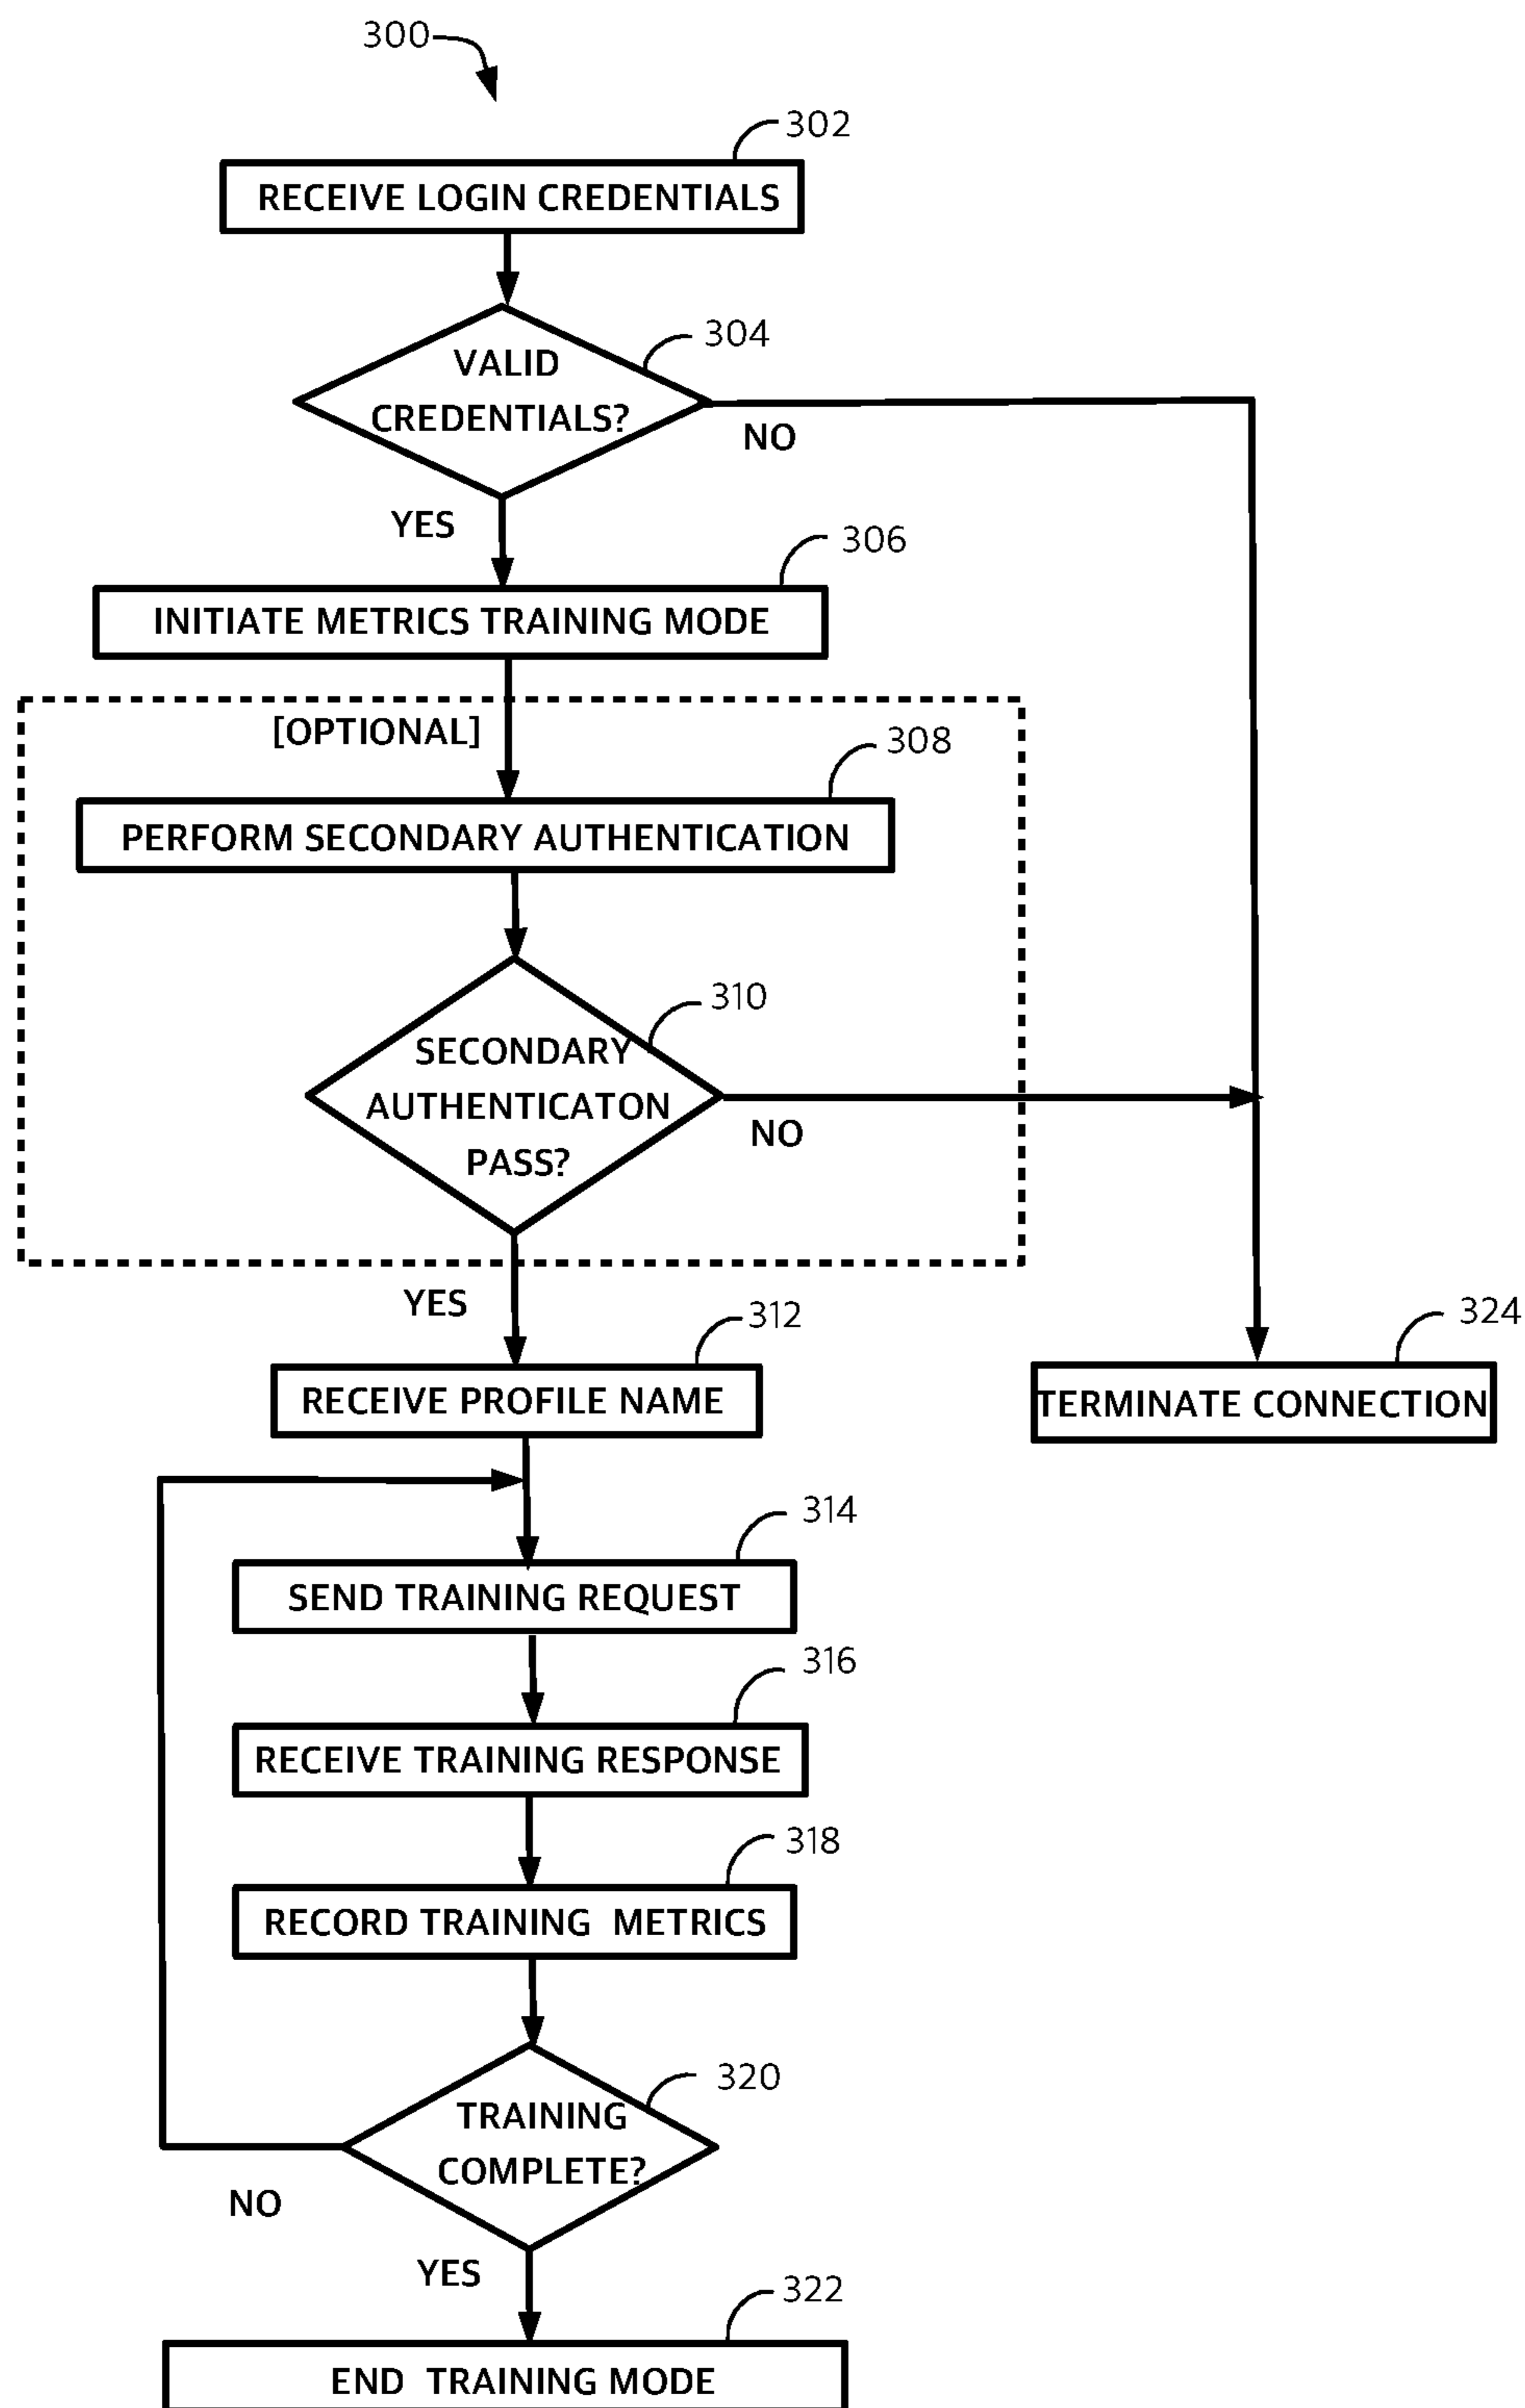 300
302
RECEIVE LOGIN CREDENTIALS
304
VALID
CREDENTIALS?
NO
YES
306
INITIATE METRICS TRAINING MODE
[OPTIONAL]
308
PERFORM SECONDARY AUTHENTICATION
310
SECONDARY
AUTHENTICATON
PASS?
NO
YES
312
RECEIVE PROFILE NAME
324
TERMINATE CONNECTION
314
SEND TRAINING REQUEST
316
RECEIVE TRAINING RESPONSE
318
RECORD TRAINING METRICS
320
TRAINING
COMPLETE?
NO
YES
322
END TRAINING MODE